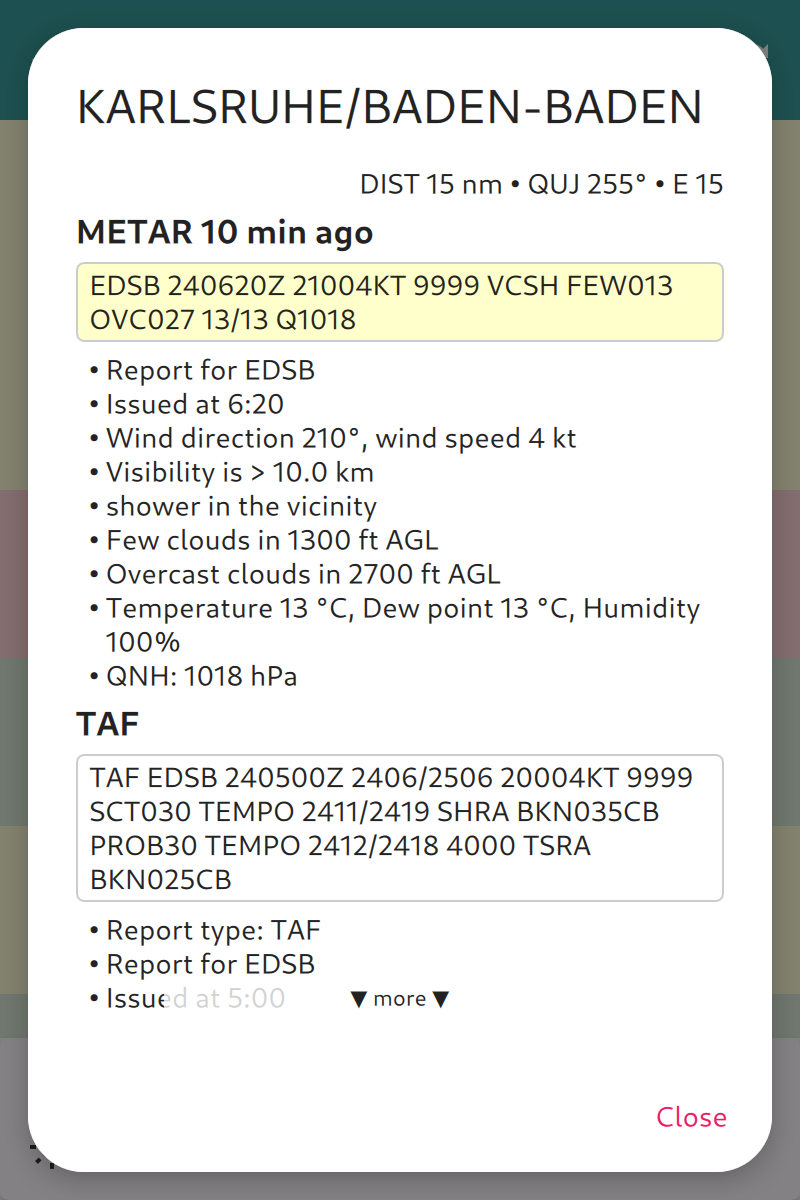 KARLSRUHE/BADEN-BADEN
DIST 15 nm • QUJ 255° • E 15
METAR 10 min ago
EDSB 240620Z 21004KT 9999 VCSH FEW013
OVC027 13/13 Q1018
• Report for EDSB
• Issued at 6:20
• Wind direction 210°, wind speed 4 kt
• Visibility is > 10.0 km
• shower in the vicinity
• Few clouds in 1300 ft AGL
• Overcast clouds in 2700 ft AGL
• Temperature 13 °C, Dew point 13 °C, Humidity
100%
• QNH: 1018 hPa
TAF
TAF EDSB 240500Z 2406/2506 20004KT 9999
SCT030 TEMPO 2411/2419 SHRA BKN035CB
PROB30 TEMPO 2412/2418 4000 TSRA
BKN025CB
• Report type: TAF
• Report for EDSB
• Issued at 5:00
▼ more ▼
Close